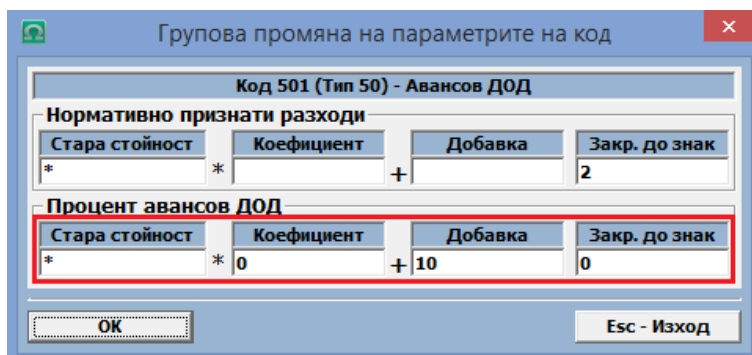 Групова промяна на параметрите на код
Код 501 (Тип 50) - Авансов ДОД
Нормативно признати разходи
Стара стойност Коефициент Добавка Закр. до знак
* * + 2
Процент авансов ДОД
Стара стойност Коефициент Добавка Закр. до знак
* * 0 + 10 0
OK Esc - Изход